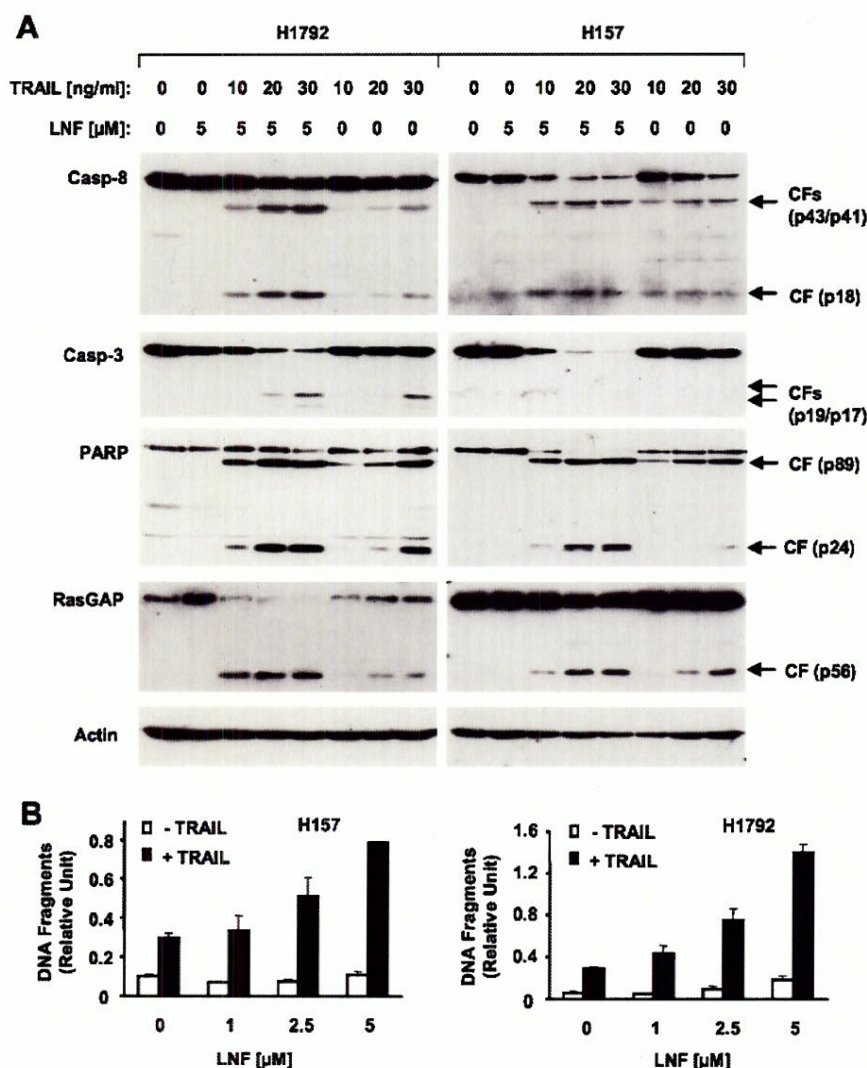 A
H1792 H157
TRAIL [ng/ml]: 0 0 10 20 30 10 20 30 0 0 10 20 30 10 20 30
LNF [µM]: 0 5 5 5 5 0 0 0 0 5 5 5 5 0 0 0
Casp-8
CFs
(p43/p41)
CF (p18)
Casp-3
CFs
(p19/p17)
PARP
CF (p89)
CF (p24)
RasGAP
CF (p56)
Actin
B
H157
- TRAIL
+ TRAIL
DNA Fragments
(Relative Unit)
0.8
0.6
0.4
0.2
0
0 1 2.5 5
LNF [µM]
H1792
- TRAIL
+ TRAIL
DNA Fragments
(Relative Unit)
1.6
1.2
0.8
0.4
0
0 1 2.5 5
LNF [µM]